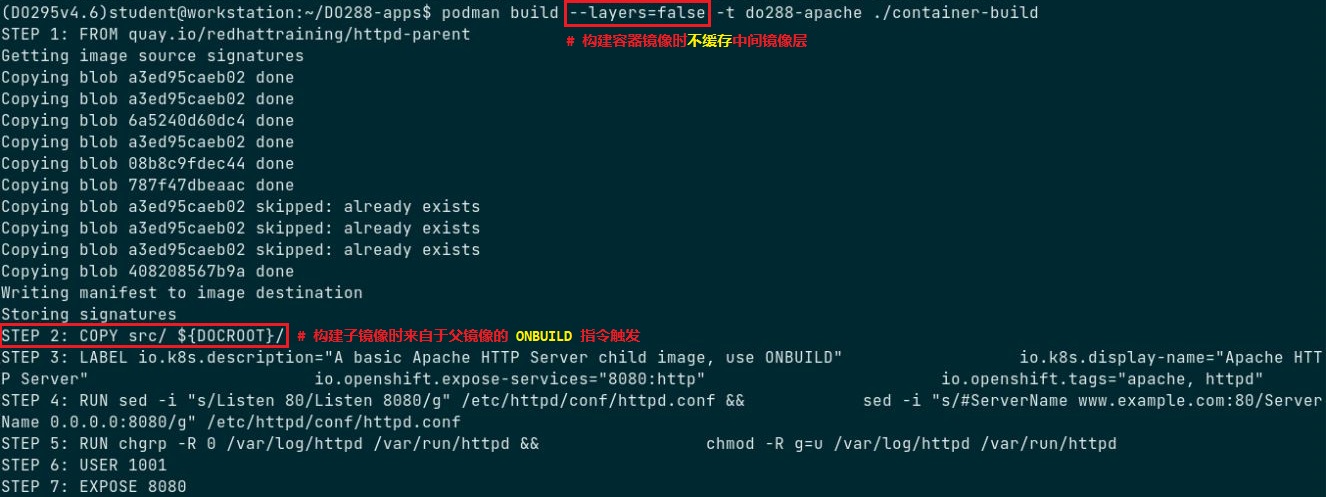 (DO295v4.6)student@workstation:~/DO288-apps$ podman build --layers=false -t do288-apache ./container-build
STEP 1: FROM quay.io/redhattraining/httpd-parent
# 构建容器镜像时不缓存中间镜像层
Getting image source signatures
Copying blob a3ed95caeb02 done
Copying blob a3ed95caeb02 done
Copying blob 6a5240d60dc4 done
Copying blob a3ed95caeb02 done
Copying blob 08b8c9fdec44 done
Copying blob 787f47dbeaac done
Copying blob a3ed95caeb02 skipped: already exists
Copying blob a3ed95caeb02 skipped: already exists
Copying blob a3ed95caeb02 skipped: already exists
Copying blob 408208567b9a done
Writing manifest to image destination
Storing signatures
STEP 2: COPY src/ ${DOCROOT}/ # 构建子镜像时来自于父镜像的 ONBUILD 指令触发
STEP 3: LABEL io.k8s.description="A basic Apache HTTP Server child image, use ONBUILD" io.k8s.display-name="Apache HTT
P Server" io.openshift.expose-services="8080:http" io.openshift.tags="apache, httpd"
STEP 4: RUN sed -i "s/Listen 80/Listen 8080/g" /etc/httpd/conf/httpd.conf && sed -i "s/#ServerName www.example.com:80/Server
Name 0.0.0.0:8080/g" /etc/httpd/conf/httpd.conf
STEP 5: RUN chgrp -R 0 /var/log/httpd /var/run/httpd && chmod -R g=u /var/log/httpd /var/run/httpd
STEP 6: USER 1001
STEP 7: EXPOSE 8080